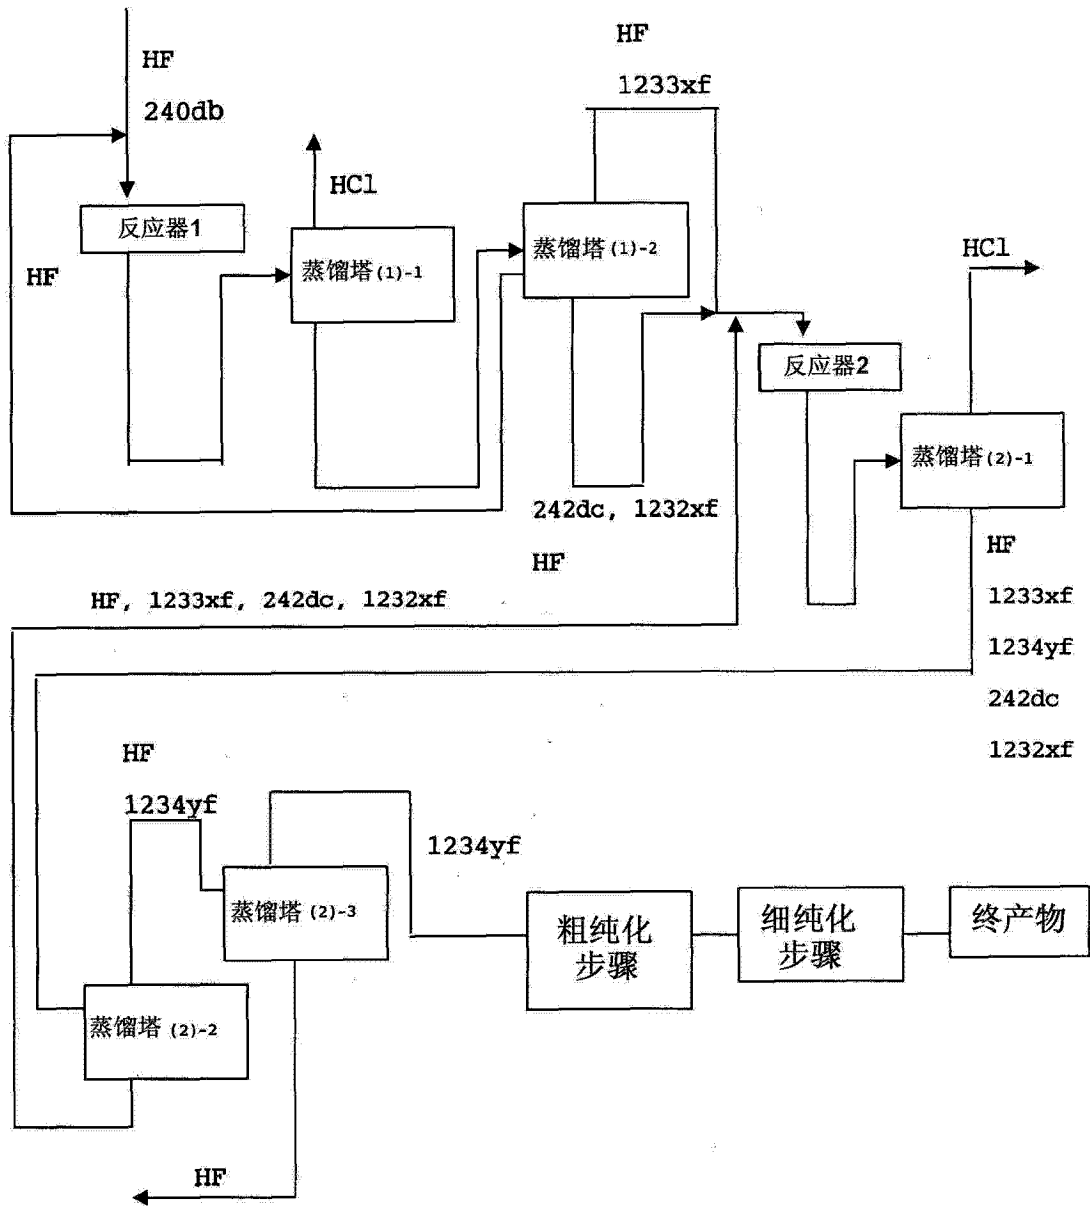 HF
240db
HF
1233xf
HCl
反应器1
HF
蒸馏塔(1)-1
蒸馏塔(1)-2
HCl
反应器2
蒸馏塔(2)-1
242dc, 1232xf
HF
HF
1233xf
1234yf
242dc
1232xf
HF, 1233xf, 242dc, 1232xf
HF
1234yf
1234yf
蒸馏塔 (2)-3
粗纯化
步骤
细纯化
步骤
终产物
蒸馏塔 (2)-2
HF